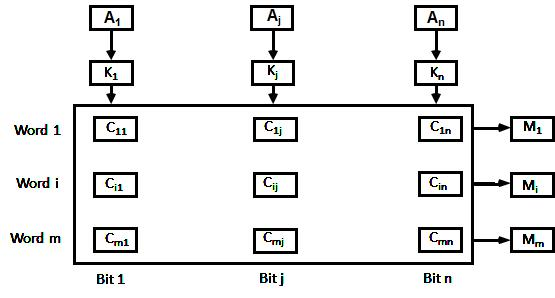 A1 Aj An
K1 Kj Kn
Word 1 C11 C1j C1n M1
Word i Ci1 Cij Cin Mi
Word m Cm1 Cmj Cmn Mm
Bit 1 Bit j Bit n